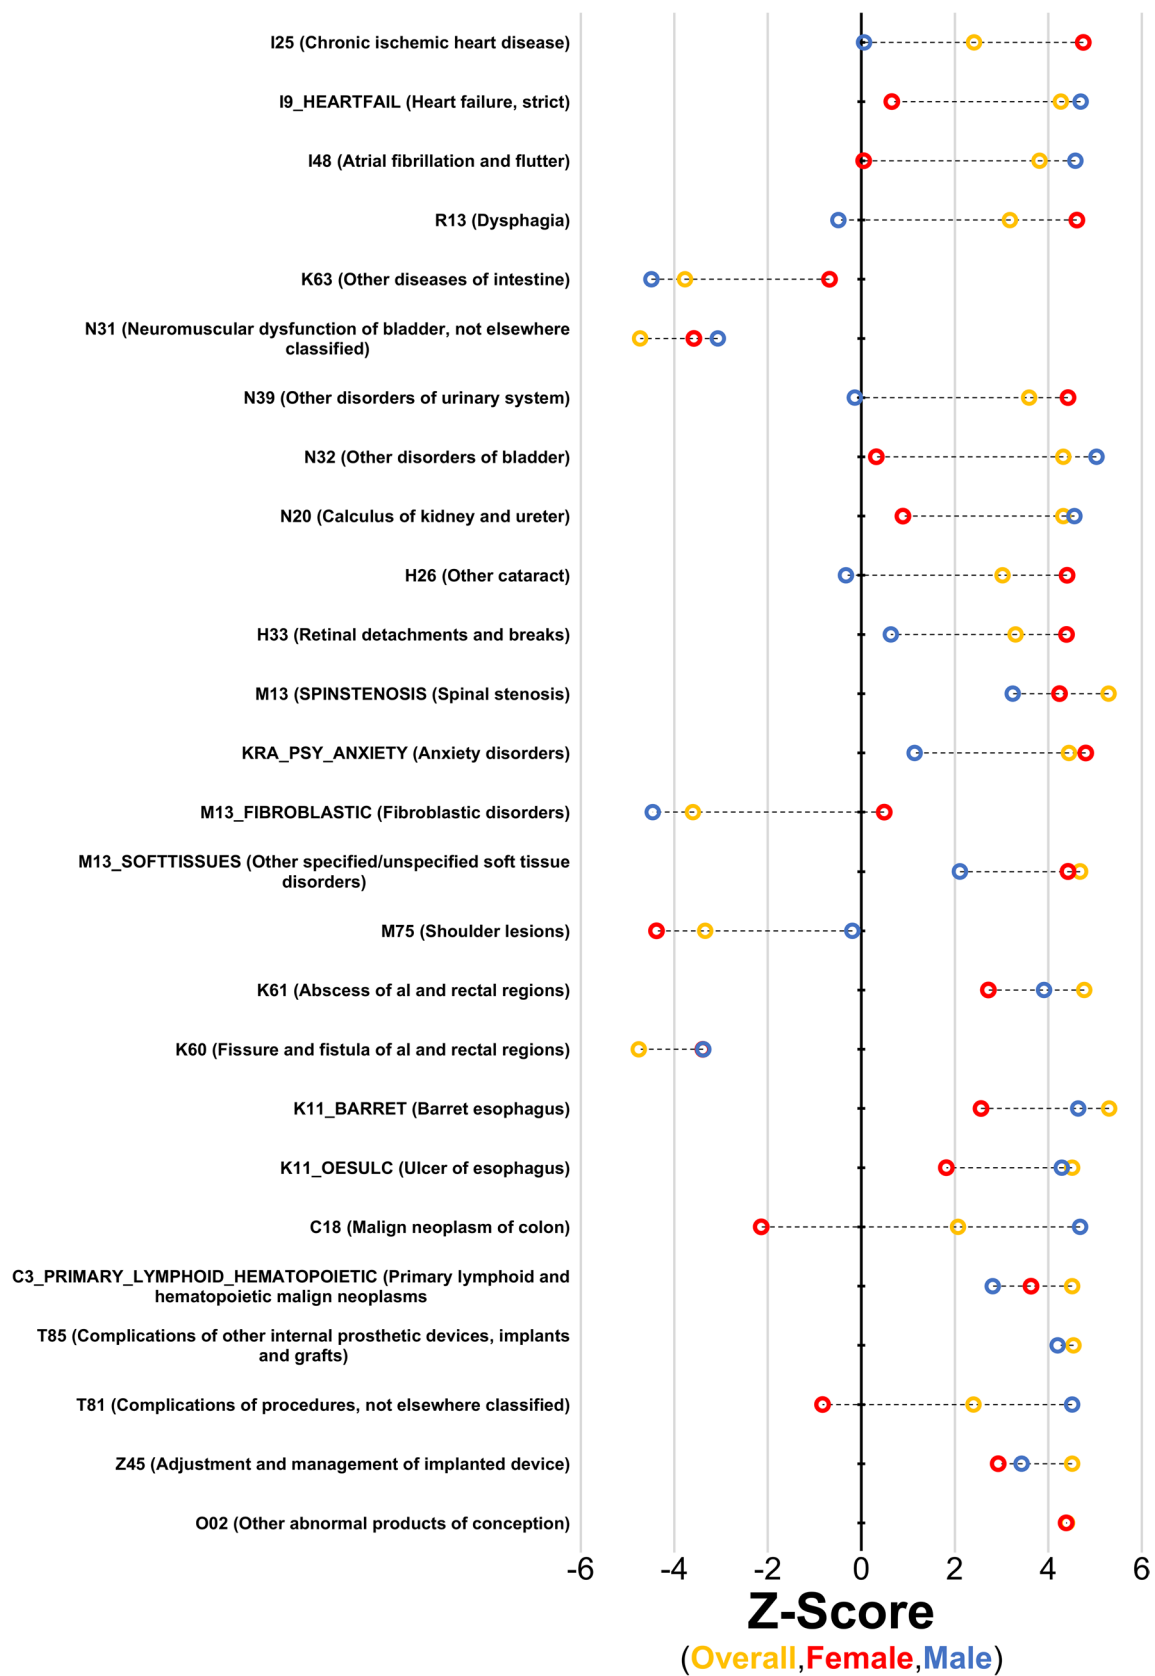 I25 (Chronic ischemic heart disease)
I9_HEARTFAIL (Heart failure, strict)
I48 (Atrial fibrillation and flutter)
R13 (Dysphagia)
K63 (Other diseases of intestine)
N31 (Neuromuscular dysfunction of bladder, not elsewhere
classified)
N39 (Other disorders of urinary system)
N32 (Other disorders of bladder)
N20 (Calculus of kidney and ureter)
H26 (Other cataract)
H33 (Retinal detachments and breaks)
M13 (SPINSTENOSIS (Spinal stenosis)
KRA_PSY_ANXIETY (Anxiety disorders)
M13_FIBROBLASTIC (Fibroblastic disorders)
M13_SOFTTISSUES (Other specified/unspecified soft tissue
disorders)
M75 (Shoulder lesions)
K61 (Abscess of al and rectal regions)
K60 (Fissure and fistula of al and rectal regions)
K11_BARRET (Barret esophagus)
K11_OESULC (Ulcer of esophagus)
C18 (Malign neoplasm of colon)
C3_PRIMARY_LYMPHOID_HEMATOPOIETIC (Primary lymphoid and
hematopoietic malign neoplasms
T85 (Complications of other internal prosthetic devices, implants
and grafts)
T81 (Complications of procedures, not elsewhere classified)
Z45 (Adjustment and management of implanted device)
O02 (Other abnormal products of conception)
-6 -4 -2 0 2 4 6
Z-Score
(Overall,Female,Male)